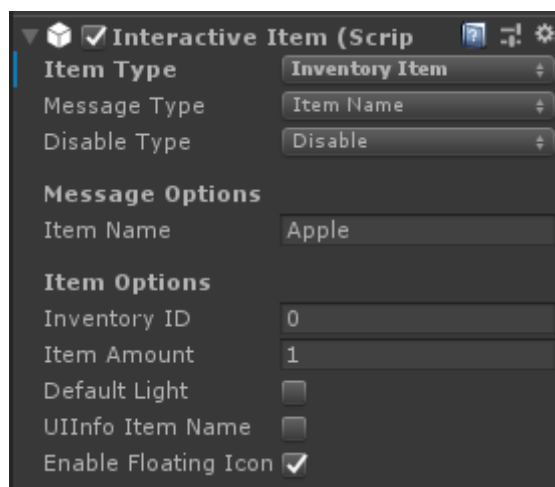 Interactive Item (Scrip
Item Type Inventory Item
Message Type Item Name
Disable Type Disable
Message Options
Item Name Apple
Item Options
Inventory ID 0
Item Amount 1
Default Light
UIInfo Item Name
Enable Floating Icon